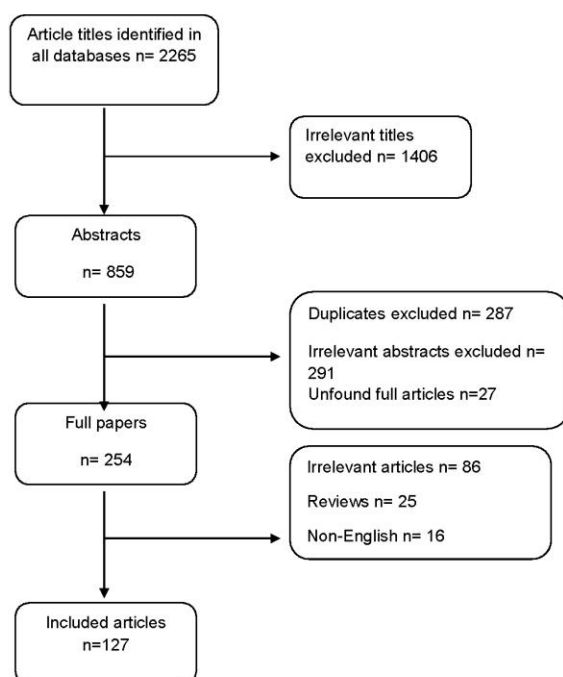 Article titles identified in
all databases n= 2265
Irrelevant titles
excluded n= 1406
Abstracts
n= 859
Duplicates excluded n= 287
Irrelevant abstracts excluded n=
291
Unfound full articles n=27
Full papers
n= 254
Irrelevant articles n= 86
Reviews n= 25
Non-English n= 16
Included articles
n=127